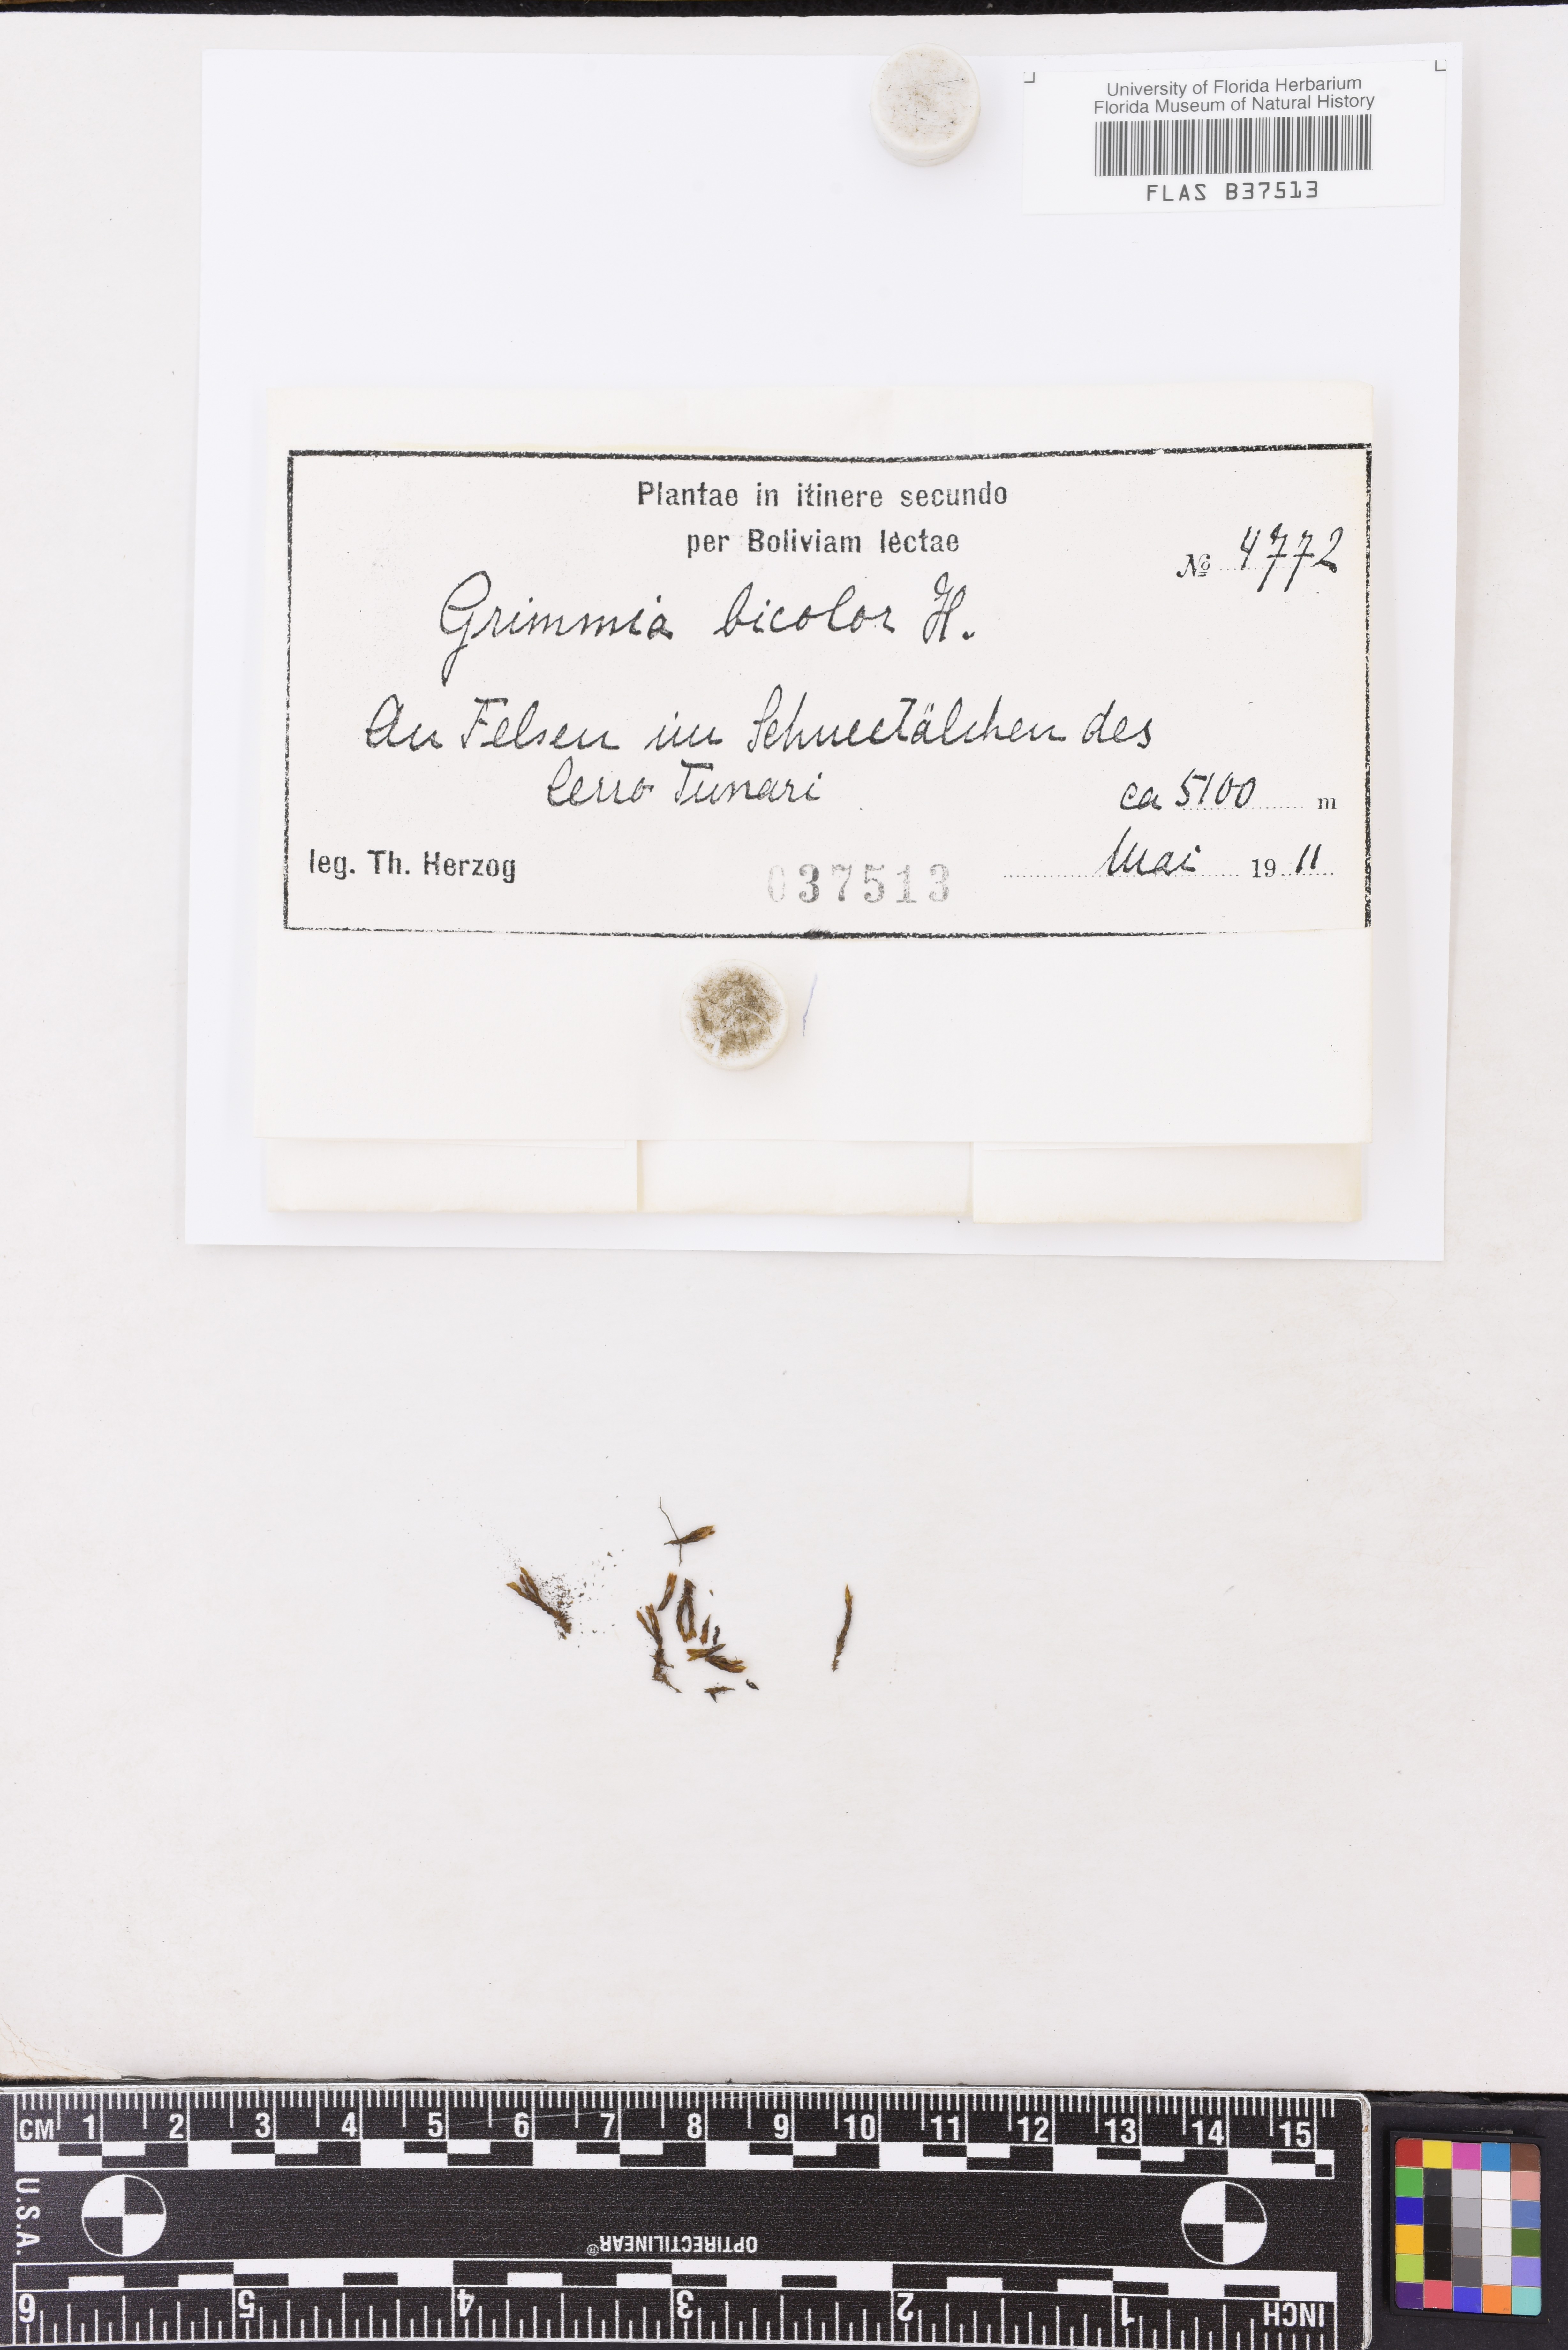 University of Florida Herbarium
Florida Museum of Natural History
FLAS B37513
Plantae in itinere secundo
per Boliviam lectae
№ 4772
Grimmia bicolor H.
An Felsen im Schneetälchen des
Cerro Tunari
ca 5100 m
leg. Th. Herzog
037513
Mai 1911
CM 1 2 3 4 5 6 7 8 9 10 11 12 13 14 15
U.S.A.
OPTIRECTILINEAR®
6 5 4 3 2 1 INCH